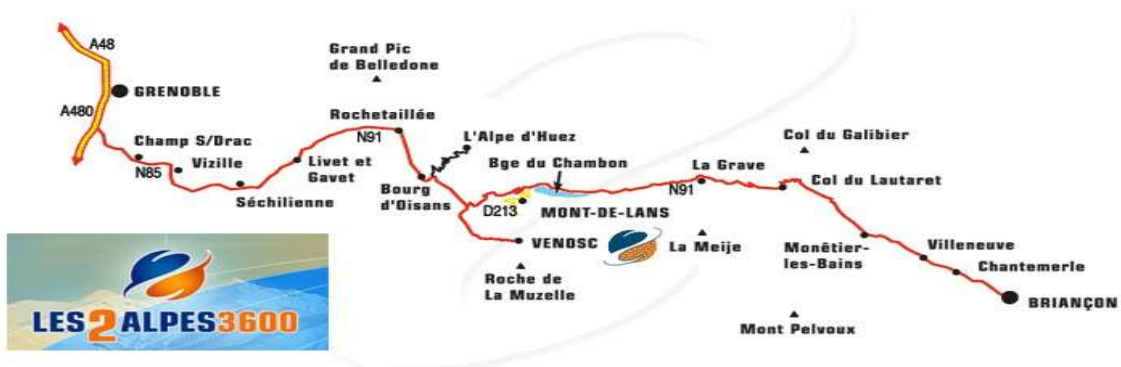 A48
GRENOBLE
A480
Champ S/Drac
N85
Vizille
Séchilienne
Livet et
Gavet
Grand Pic
de Belledone
Rochetaillée
N91
Bourg
d'Oisans
L'Alpe d'Huez
Bge du Chambon
D213
MONT-DE-LANS
VENOSC
Roche de
La Muzelle
N91
La Grave
La Meije
Col du Galibier
Col du Lautaret
Monêtier-
les-Bains
Mont Pelvoux
Villeneuve
Chantemerle
BRIANÇON
LES2ALPES3600